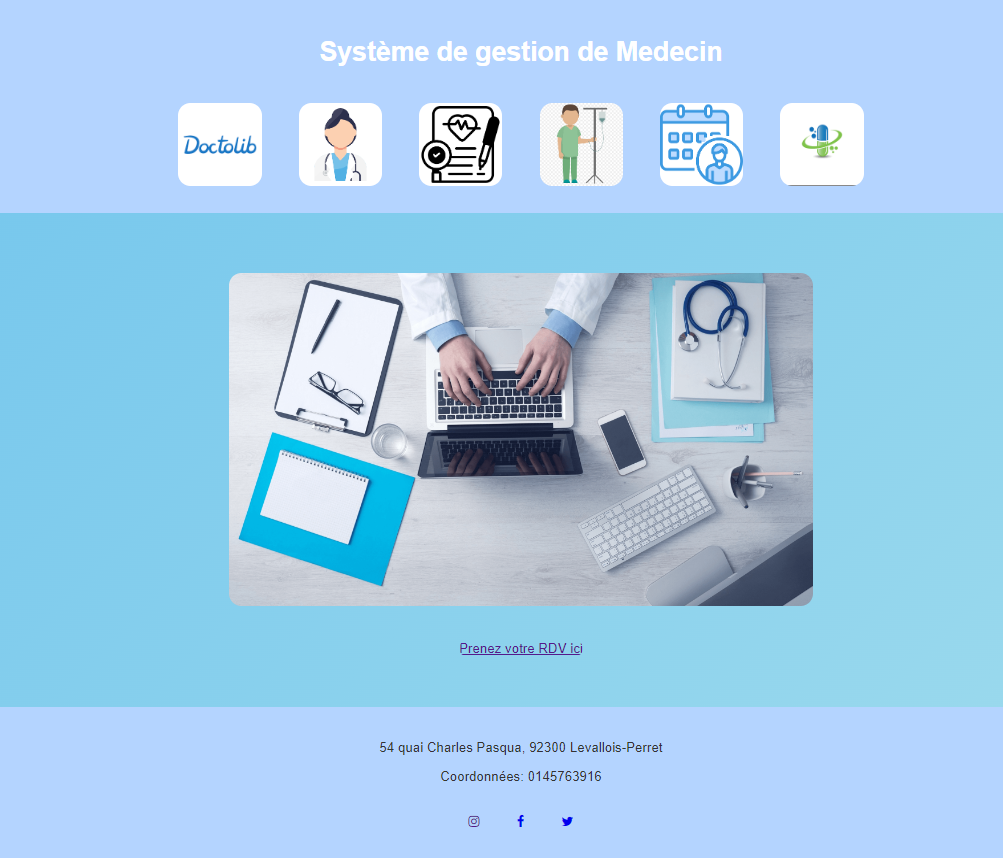 Système de gestion de Medecin
Doctolib
Prenez votre RDV ici
54 quai Charles Pasqua, 92300 Levallois-Perret
Coordonnées: 0145763916